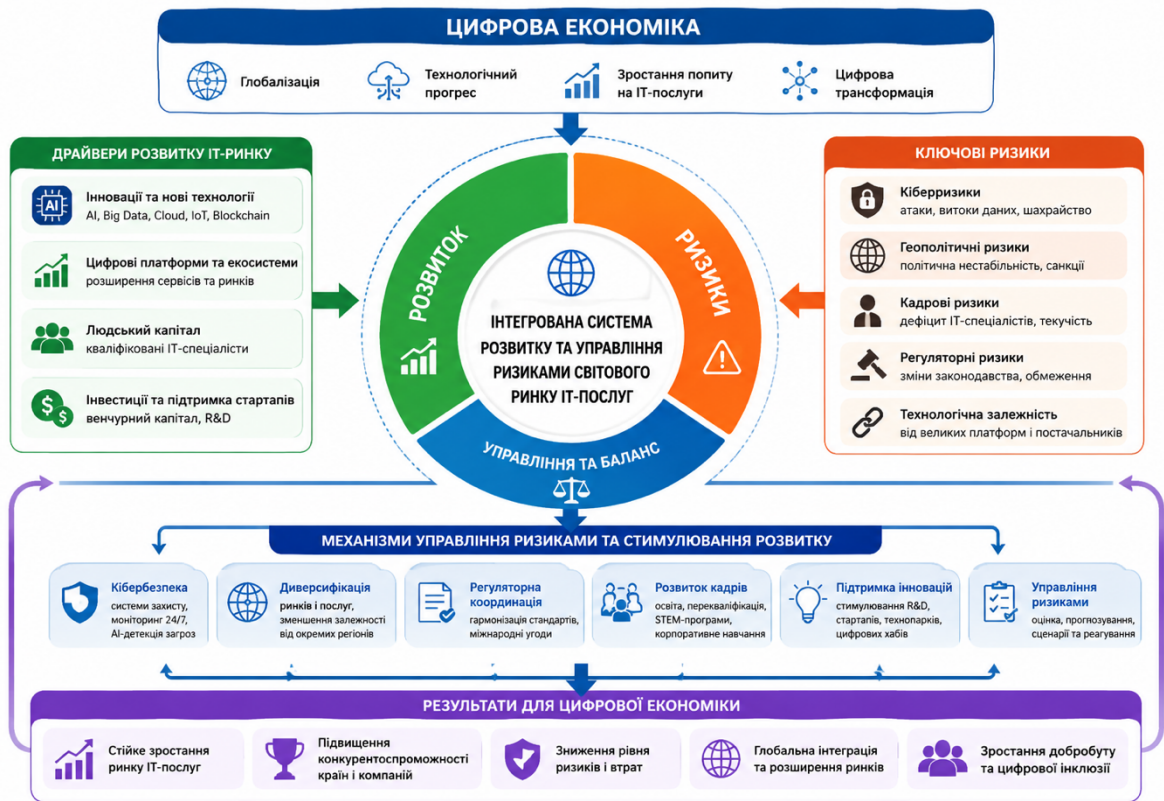 ЦИФРОВА ЕКОНОМІКА
Глобалізація
Технологічний
прогрес
Зростання попиту
на ІТ-послуги
Цифрова
трансформація
ДРАЙВЕРИ РОЗВИТКУ ІТ-РИНКУ
AI
Інновації та нові технології
AI, Big Data, Cloud, IoT, Blockchain
Цифрові платформи та екосистеми
розширення сервісів та ринків
Людський капітал
кваліфіковані ІТ-спеціалісти
Інвестиції та підтримка стартапів
венчурний капітал, R&D
РОЗВИТОК
РИЗИКИ
ІНТЕГРОВАНА СИСТЕМА
РОЗВИТКУ ТА УПРАВЛІННЯ
РИЗИКАМИ СВІТОВОГО
РИНКУ ІТ-ПОСЛУГ
УПРАВЛІННЯ ТА БАЛАНС
КЛЮЧОВІ РИЗИКИ
Кіберризики
атаки, витоки даних, шахрайство
Геополітичні ризики
політична нестабільність, санкції
Кадрові ризики
дефіцит ІТ-спеціалістів, текучість
Регуляторні ризики
зміни законодавства, обмеження
Технологічна залежність
від великих платформ і постачальників
МЕХАНІЗМИ УПРАВЛІННЯ РИЗИКАМИ ТА СТИМУЛЮВАННЯ РОЗВИТКУ
Кібербезпека
системи захисту,
моніторинг 24/7,
AI-детекція загроз
Диверсифікація
ринків і послуг,
зменшення залежності
від окремих регіонів
Регуляторна
координація
гармонізація стандартів,
міжнародні угоди
Розвиток кадрів
освіта, перекваліфікація,
STEM-програми,
корпоративне навчання
Підтримка інновацій
стимулювання R&D,
стартапів, технопарків,
цифрових хабів
Управління
ризиками
оцінка, прогнозування,
сценарії та реагування
РЕЗУЛЬТАТИ ДЛЯ ЦИФРОВОЇ ЕКОНОМІКИ
Стійке зростання
ринку ІТ-послуг
Підвищення
конкурентоспроможності
країн і компаній
Зниження рівня
ризиків і втрат
Глобальна інтеграція
та розширення ринків
Зростання добробуту
та цифрової інклюзії